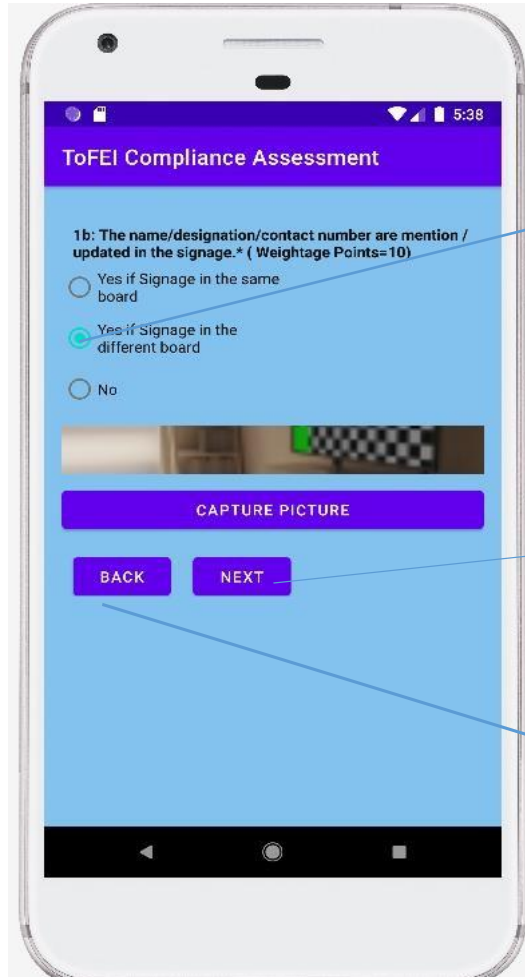 5:38
ToFEI Compliance Assessment
1b: The name/designation/contact number are mention /
updated in the signage.* ( Weightage Points=10)
Yes if Signage in the same
board
Yes if Signage in the
different board
No
CAPTURE PICTURE
BACK
NEXT